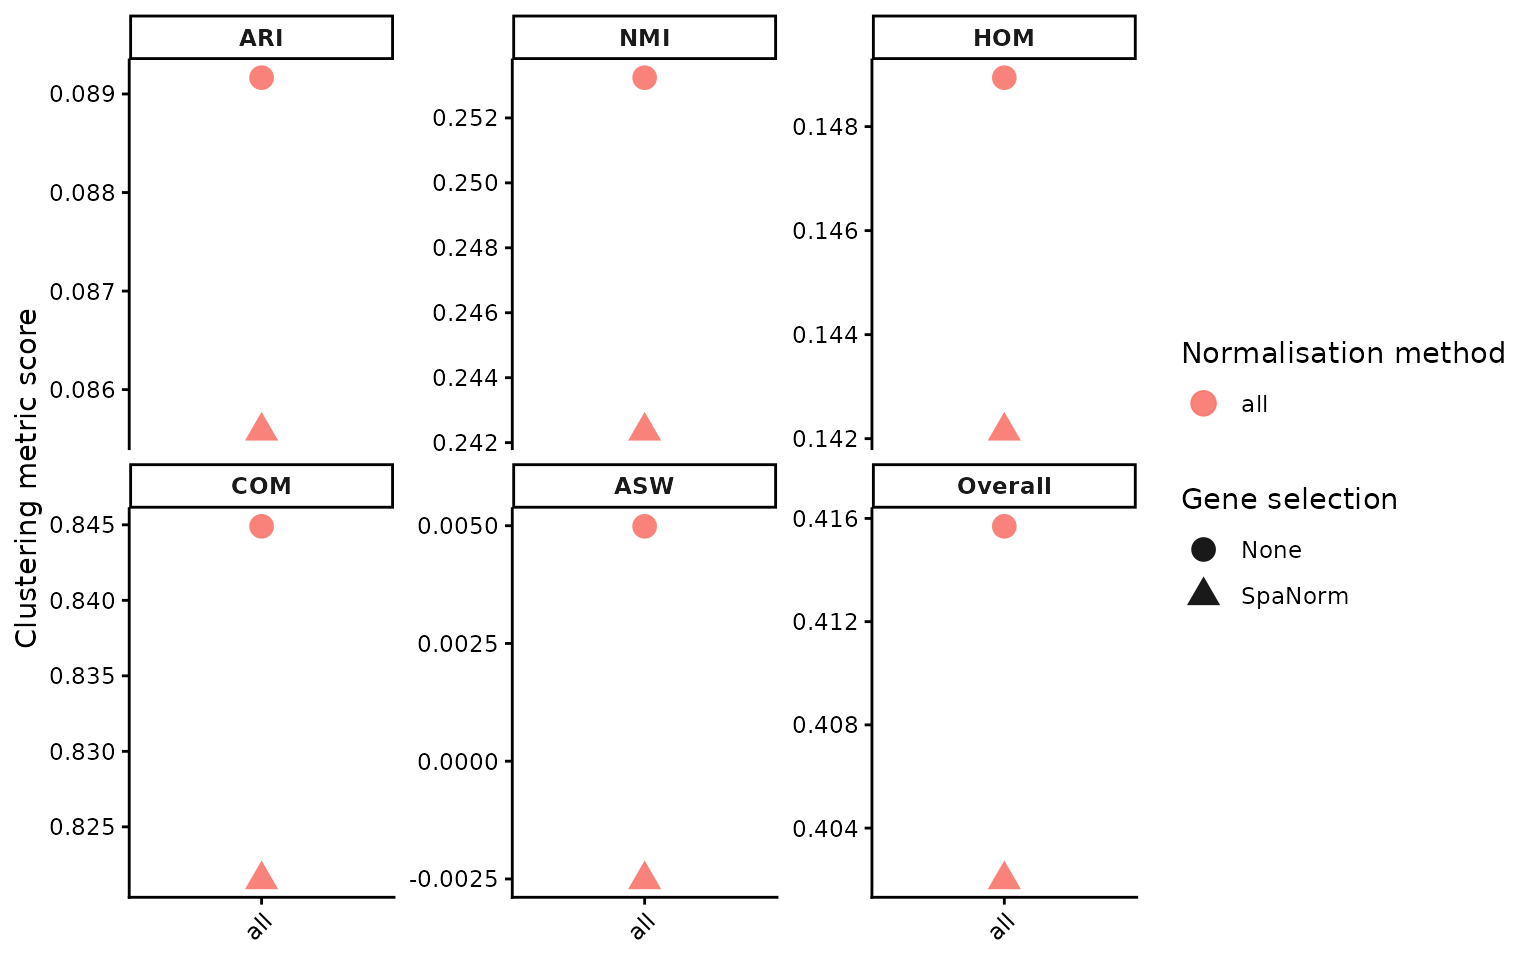 ARI
NMI
HOM
0.089
0.088
0.087
0.086
0.252
0.250
0.248
0.246
0.244
0.242
0.148
0.146
0.144
0.142
Clustering metric score
COM
ASW
Overall
0.845
0.840
0.835
0.830
0.825
0.0050
0.0025
0.0000
-0.0025
0.416
0.412
0.408
0.404
all
all
all
Normalisation method
all
Gene selection
None
SpaNorm